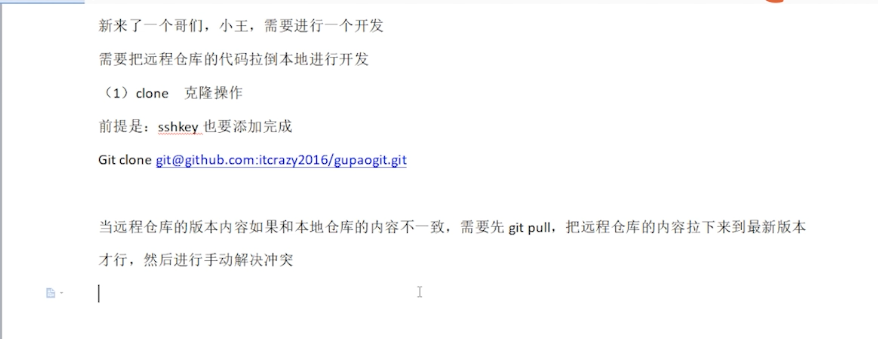 新来了一个哥们，小王，需要进行一个开发
需要把远程仓库的代码拉倒本地进行开发
（1）clone 克隆操作
前提是：sshkey 也要添加完成
Git clone git@github.com:itcrazy2016/gupaogit.git
当远程仓库的版本内容如果和本地仓库的内容不一致，需要先 git pull，把远程仓库的内容拉下来到最新版本
才行，然后进行手动解决冲突